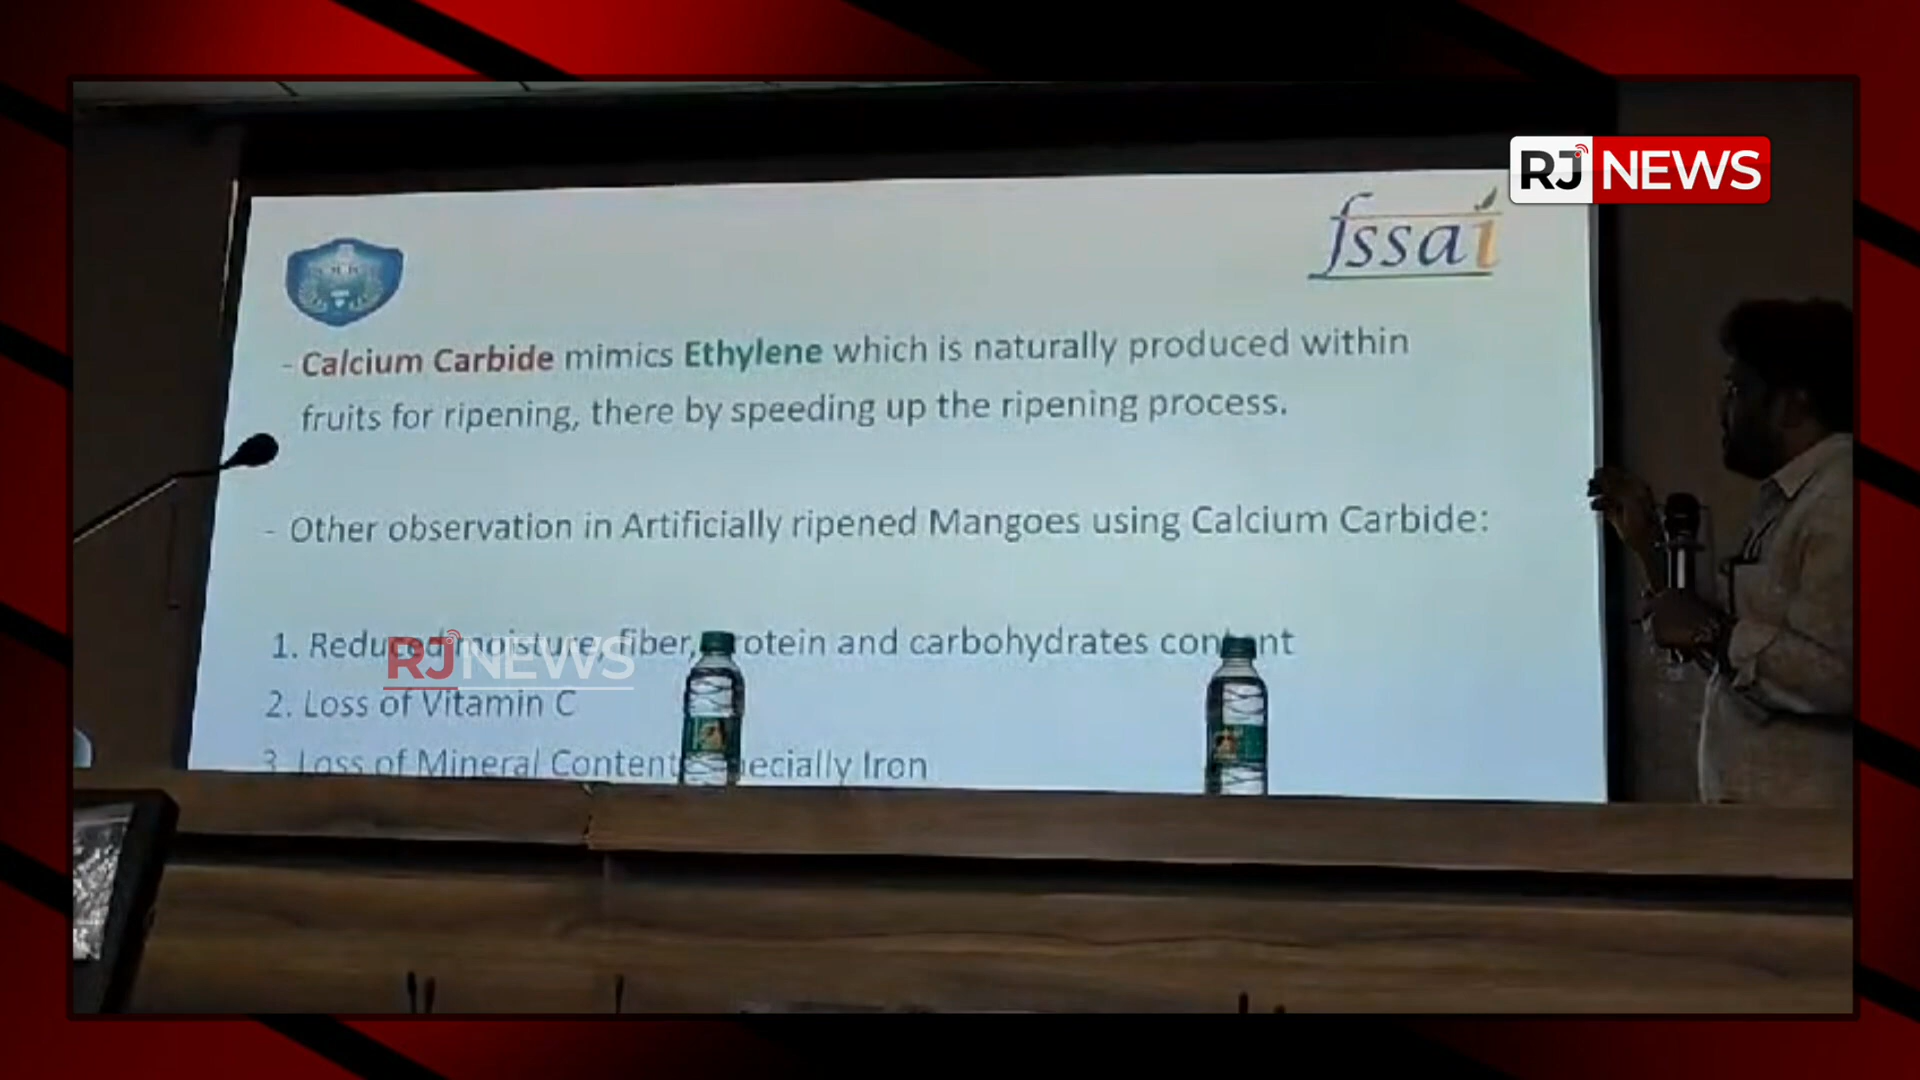 RJ NEWS
fssai
- Calcium Carbide mimics Ethylene which is naturally produced within
fruits for ripening, there by speeding up the ripening process.
- Other observation in Artificially ripened Mangoes using Calcium Carbide:
1. Reduced moisture, fiber, rotein and carbohydrates content
RJ NEWS
2. Loss of Vitamin C
3. Loss of Mineral Content ecially Iron